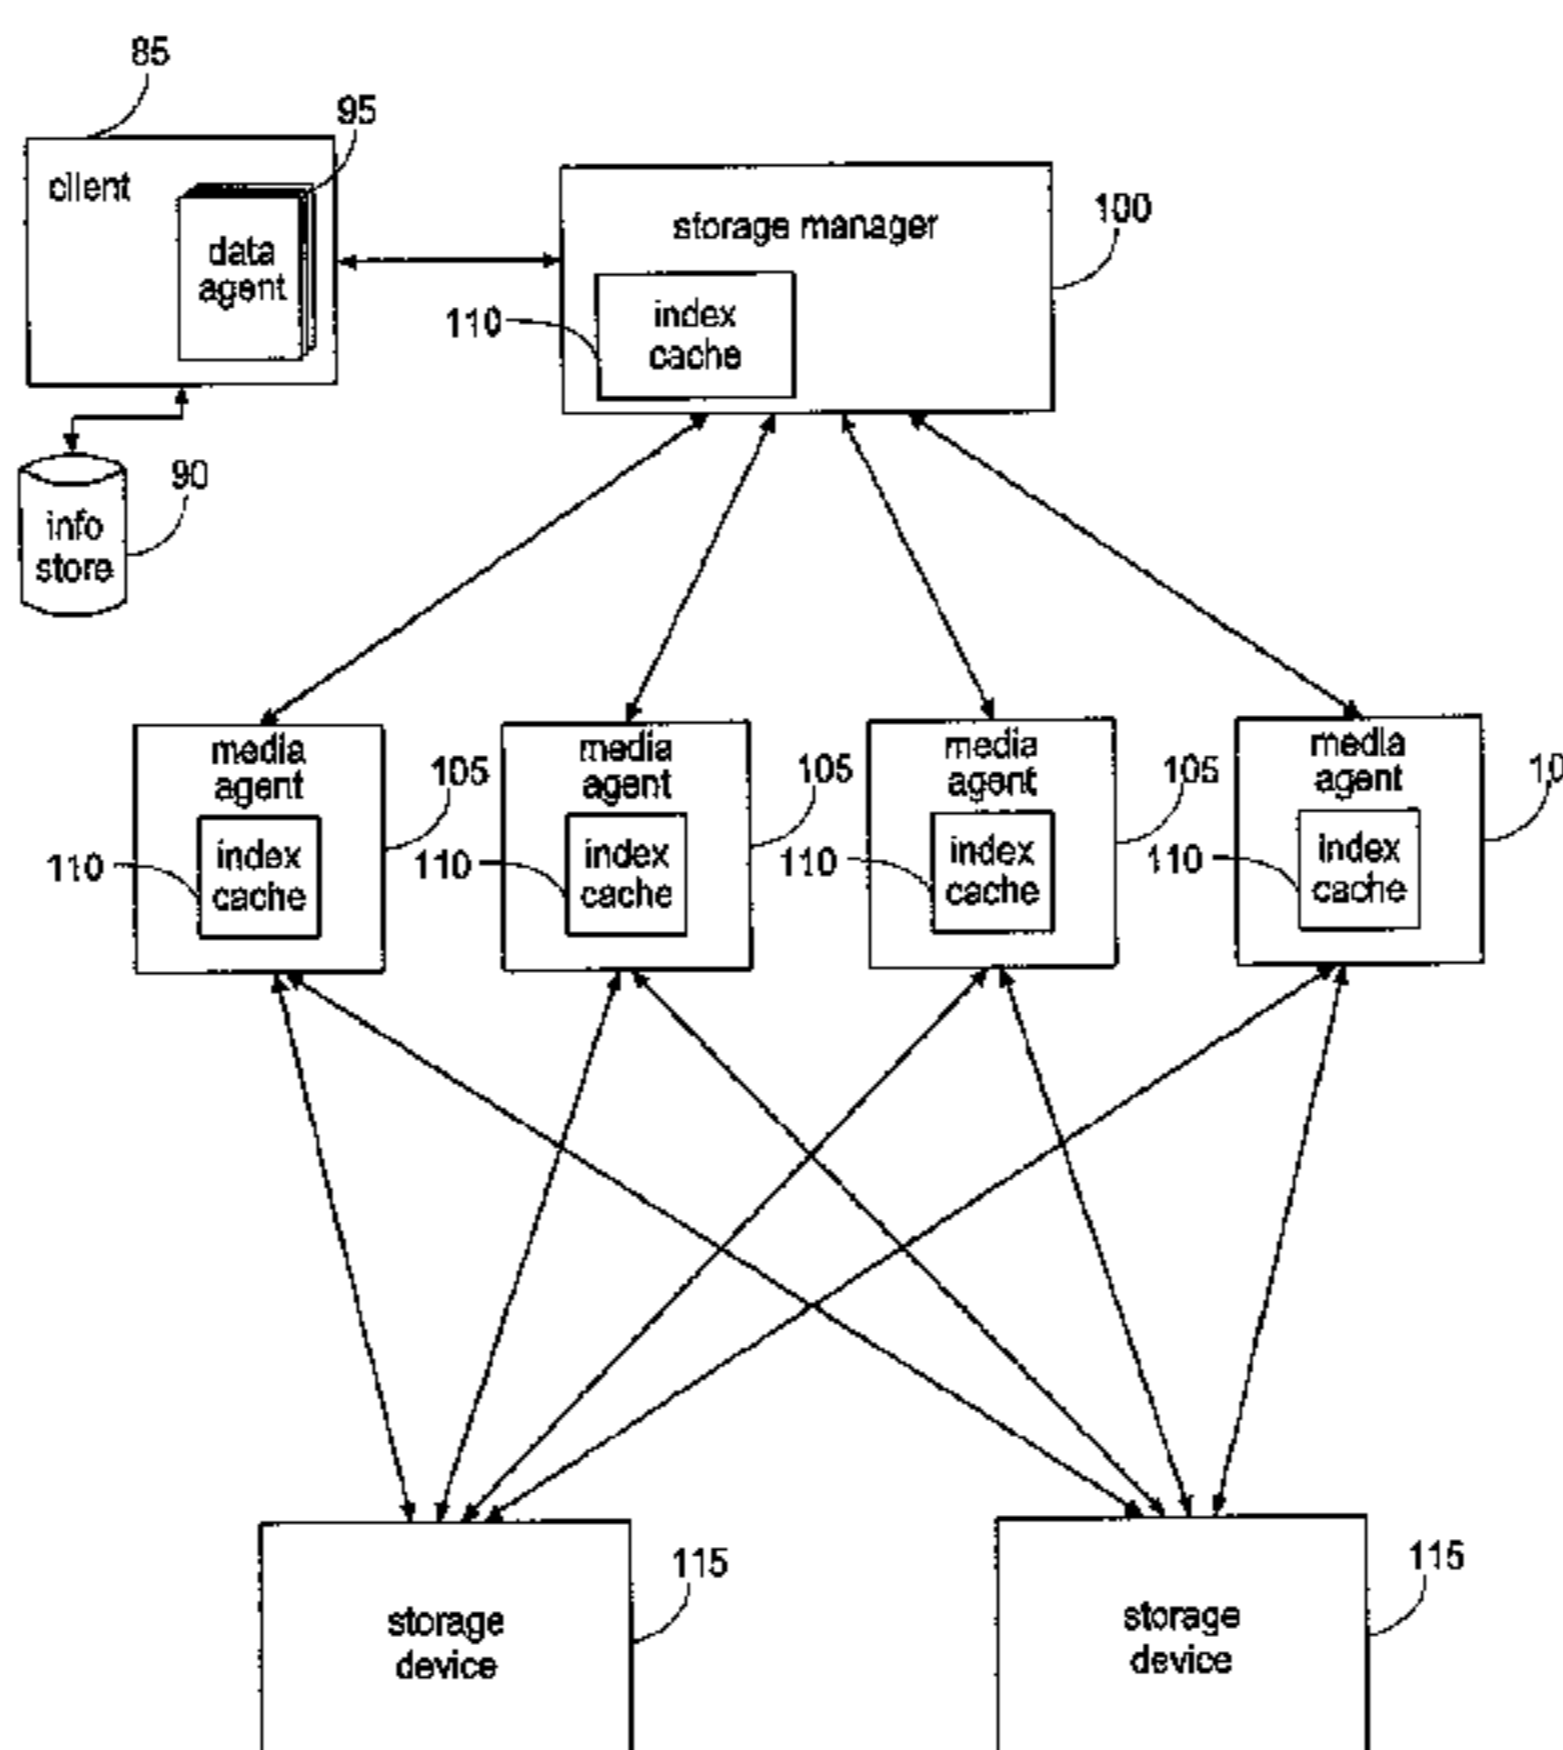 85
95
client
data
agent
storage manager
100
110
index
cache
90
info
store
media
agent
105
110
index
cache
media
agent
105
110
index
cache
media
agent
105
110
index
cache
media
agent
10
110
index
cache
storage
device
115
storage
device
115